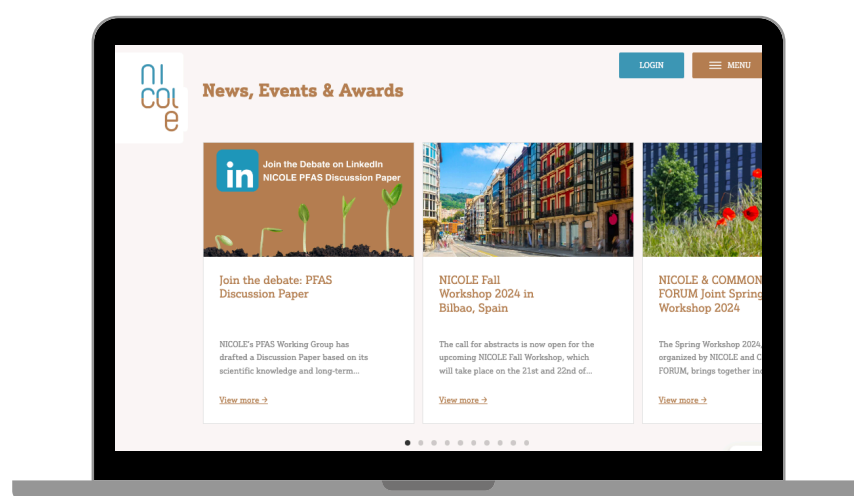 LOGIN
MENU
ni
col
e
News, Events & Awards
in
Join the Debate on LinkedIn
NICOLE PFAS Discussion Paper
Join the debate: PFAS
Discussion Paper
NICOLE's PFAS Working Group has
drafted a Discussion Paper based on its
scientific knowledge and long-term...
View more →
NICOLE Fall
Workshop 2024 in
Bilbao, Spain
The call for abstracts is now open for the
upcoming NICOLE Fall Workshop, which
will take place on the 21st and 22nd of...
View more →
NICOLE & COMMON
FORUM Joint Spring
Workshop 2024
The Spring Workshop 2024,
organized by NICOLE and C
FORUM, brings together in
View more →